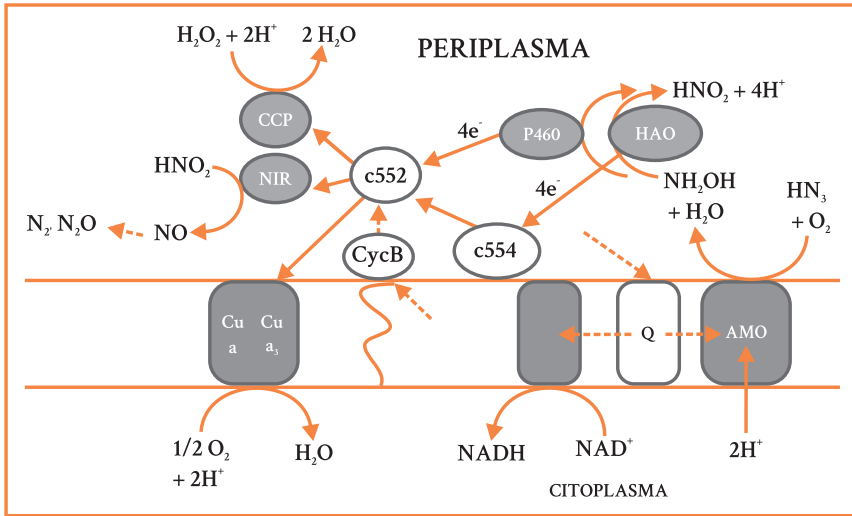 H₂O₂ + 2H⁺
2 H₂O
PERIPLASMA
HNO₂ + 4H⁺
CCP
4e⁻
P460
HAO
HNO₂
NIR
c552
4e⁻
NH₂OH
+ H₂O
HN₃
+ O₂
N₂, N₂O
NO
CycB
c554
Cu Cu
a a₃
Q
AMO
1/2 O₂
+ 2H⁺
H₂O
NADH
NAD⁺
2H⁺
CITOPLASMA